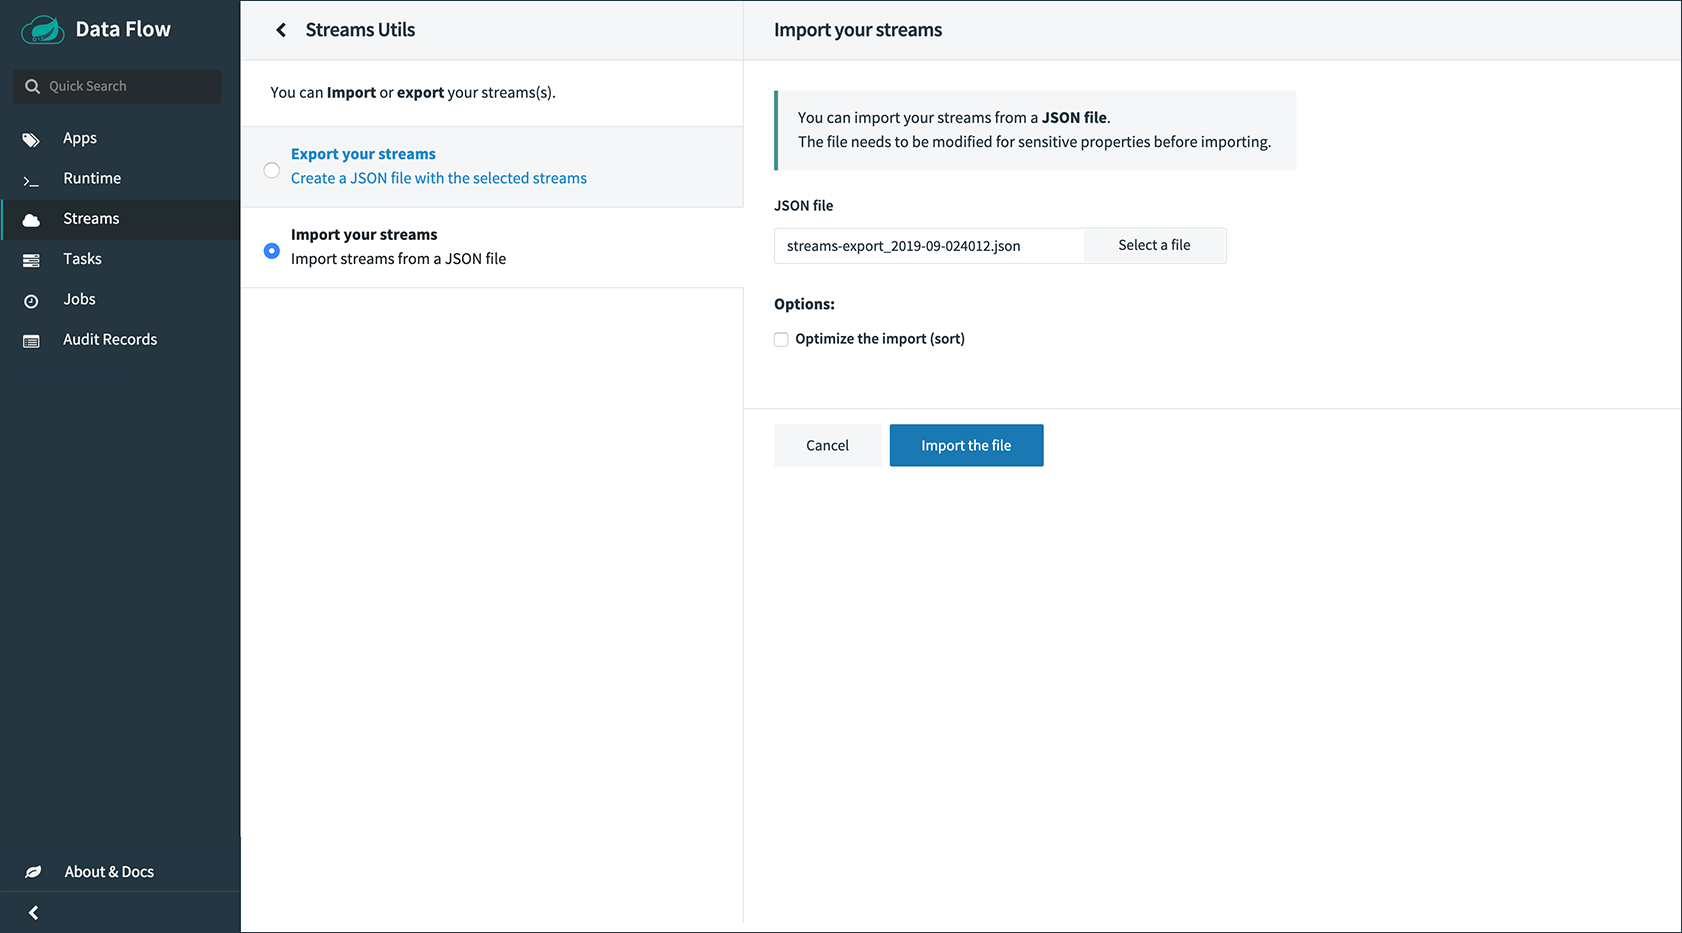 Data Flow
Quick Search
Apps
Runtime
Streams
Tasks
Jobs
Audit Records
About & Docs
Streams Utils
You can Import or export your streams(s).
Export your streams
Create a JSON file with the selected streams
Import your streams
Import streams from a JSON file
Import your streams
You can import your streams from a JSON file.
The file needs to be modified for sensitive properties before importing.
JSON file
streams-export_2019-09-024012.json
Select a file
Options:
Optimize the import (sort)
Cancel
Import the file